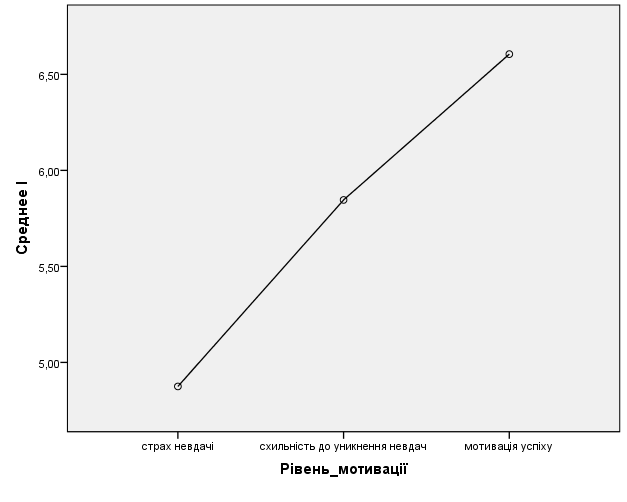 6,50
6,00
5,50
5,00
Среднее I
страх невдачі
схильність до уникнення невдач
мотивація успіху
Рівень_мотивації